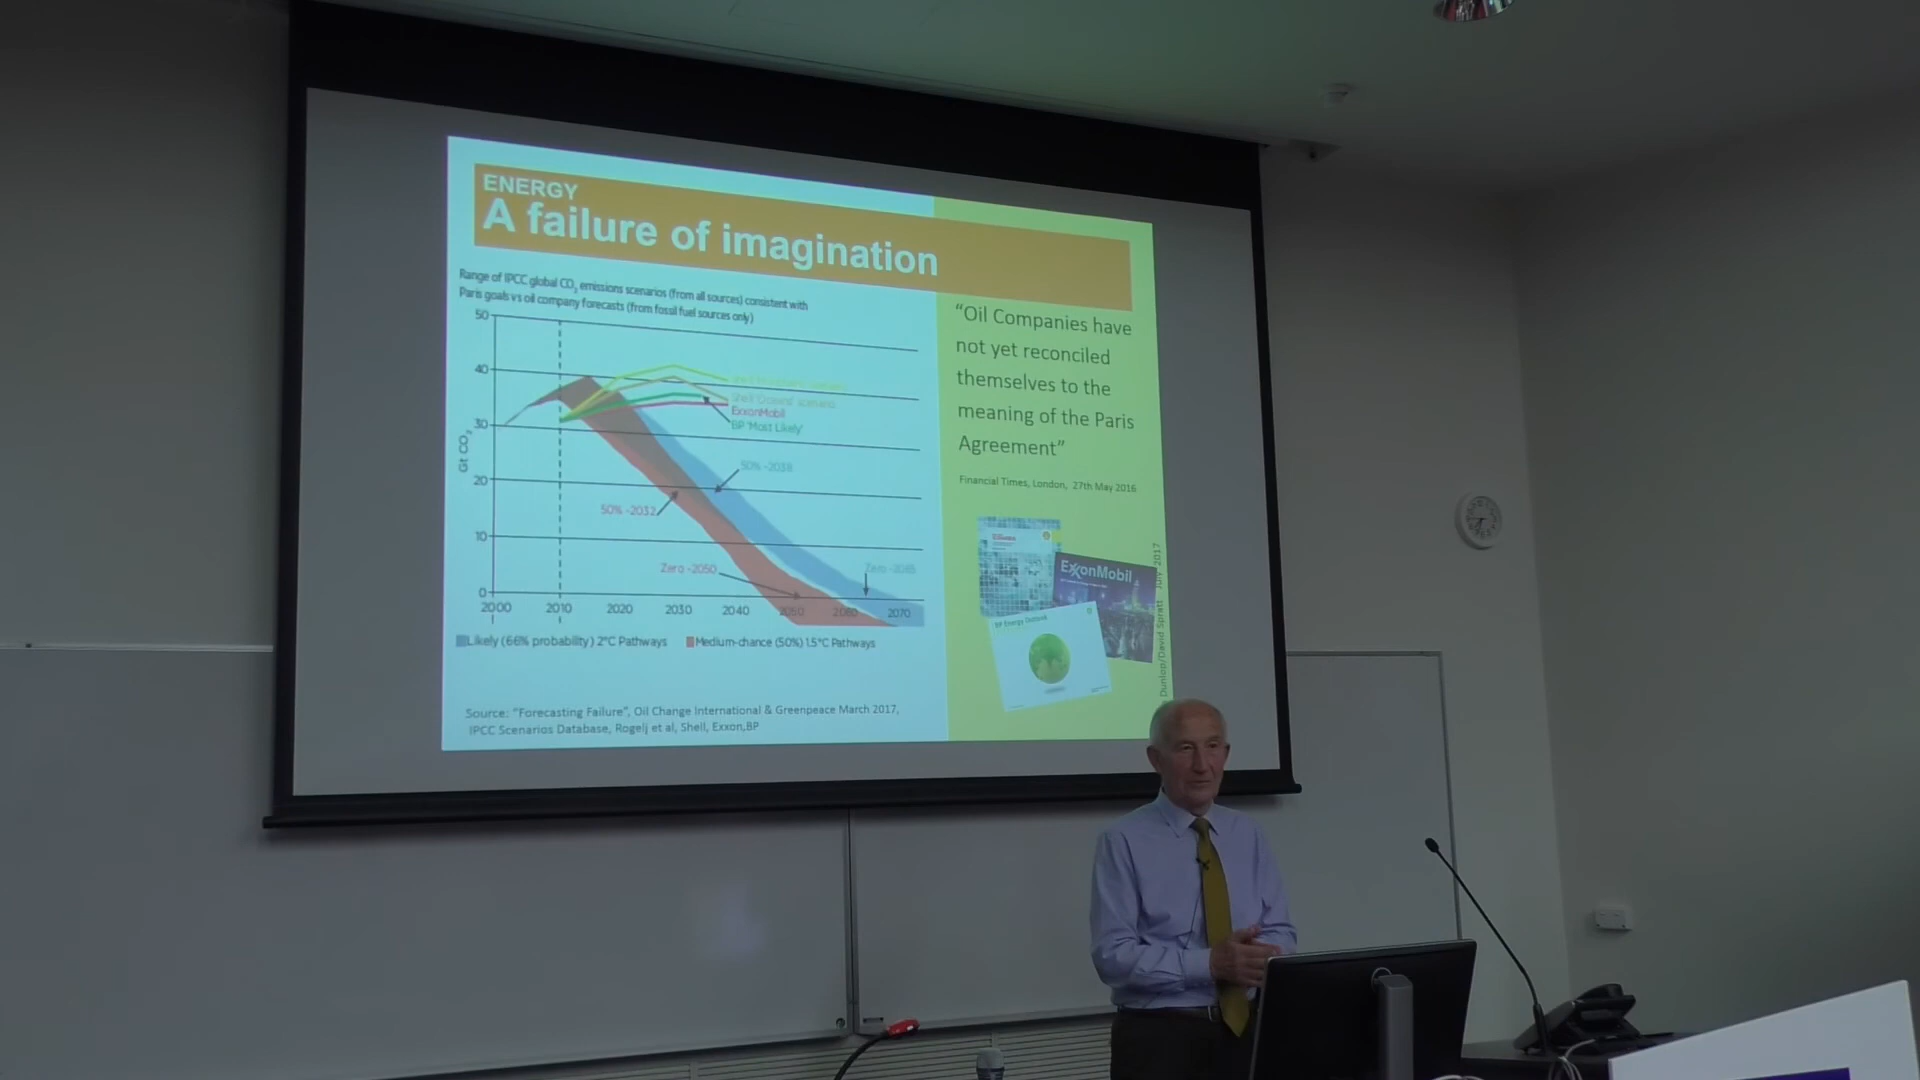 ENERGY
A failure of imagination
Range of IPCC global CO2 emissions scenarios (from all sources) consistent with
Paris goals vs oil company forecasts (from fossil fuel sources only)
50
40
30
20
10
0
Gt CO2
2000 2010 2020 2030 2040 2050 2060 2070
Shell 'Oceans' scenario
ExxonMobil
BP 'Most Likely'
50% -2038
50% -2032
Zero -2050
Zero -2065
Likely (66% probability) 2°C Pathways
Medium-chance (50%) 1.5°C Pathways
Source: "Forecasting Failure", Oil Change International & Greenpeace March 2017,
IPCC Scenarios Database, Rogelj et al, Shell, Exxon,BP
“Oil Companies have
not yet reconciled
themselves to the
meaning of the Paris
Agreement”
Financial Times, London, 27th May 2016
ExxonMobil
BP Energy Outlook
Dunlop/David Spratt July 2017